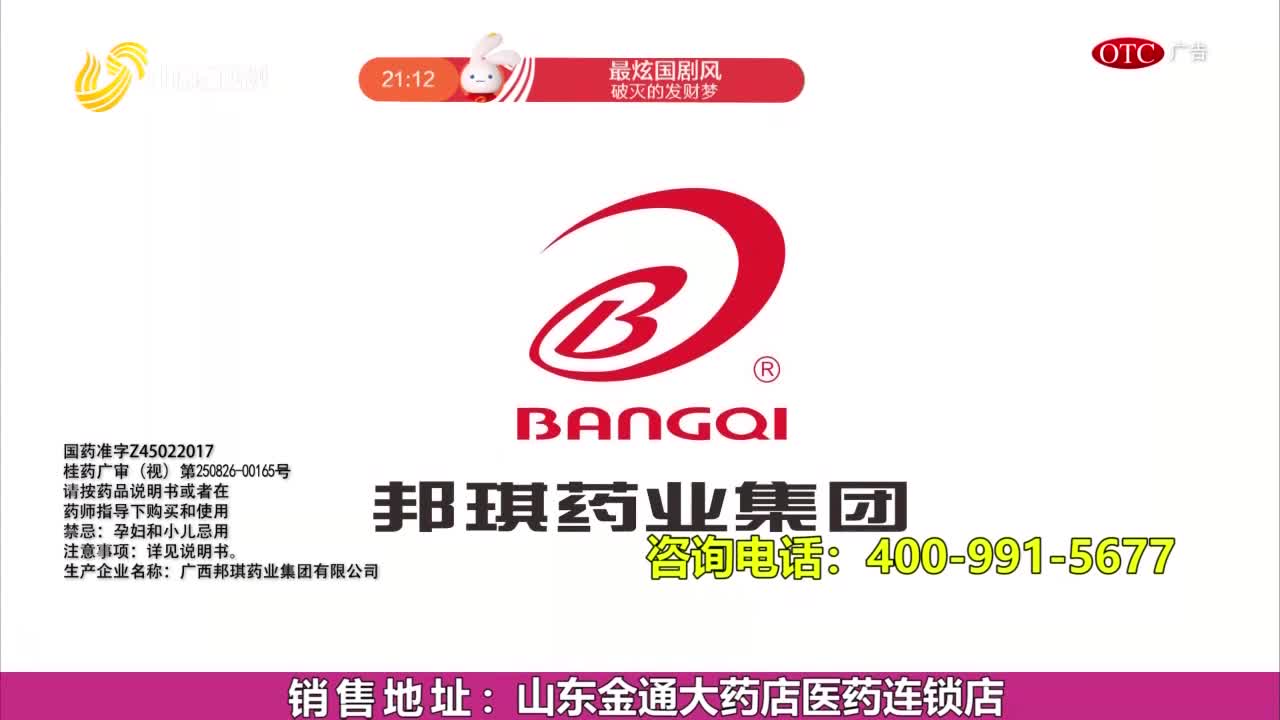 21:12
最炫国剧风
破灭的发财梦
OTC 广告
®
BANGQI
邦琪药业集团
国药准字Z45022017
桂药广审（视）第250826-00165号
请按药品说明书或者在
药师指导下购买和使用
禁忌：孕妇和小儿忌用
注意事项：详见说明书。
生产企业名称：广西邦琪药业集团有限公司
咨询电话：400-991-5677
销售地址：山东金通大药店医药连锁店